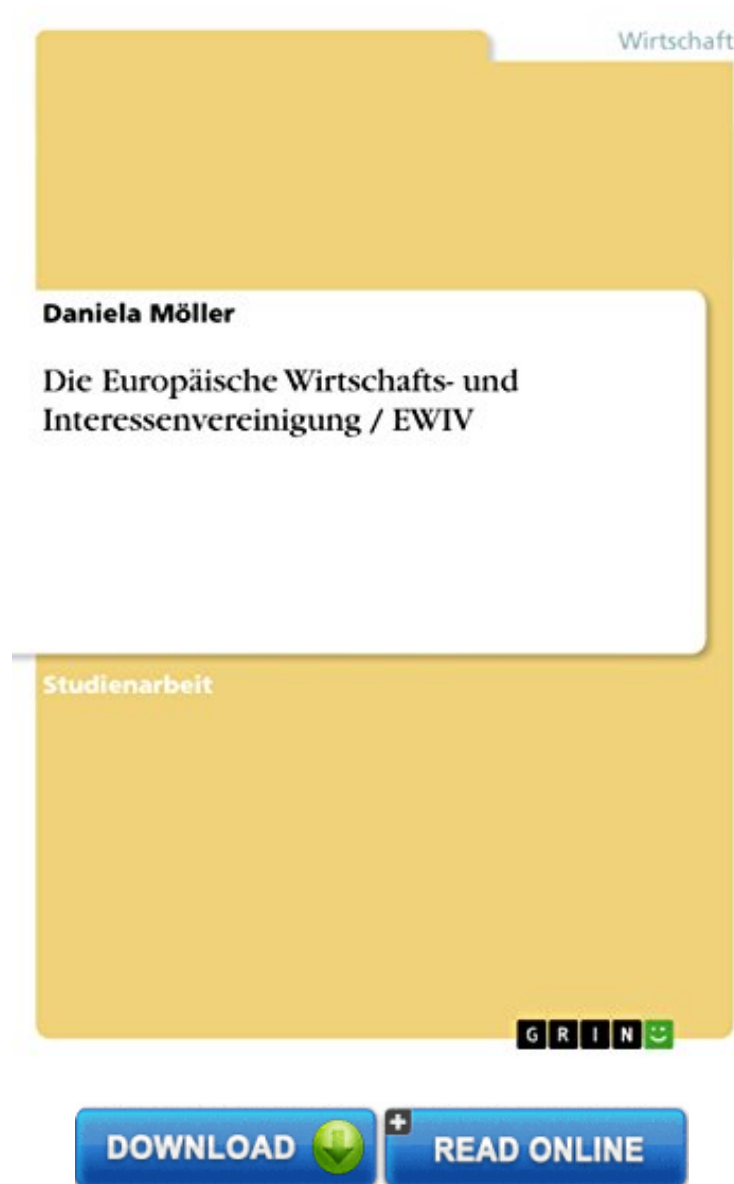 Wirtschaft
Daniela Möller
Die Europäische Wirtschafts- und
Interessenvereinigung / EWIV
Studienarbeit
GRIN
DOWNLOAD
READ ONLINE